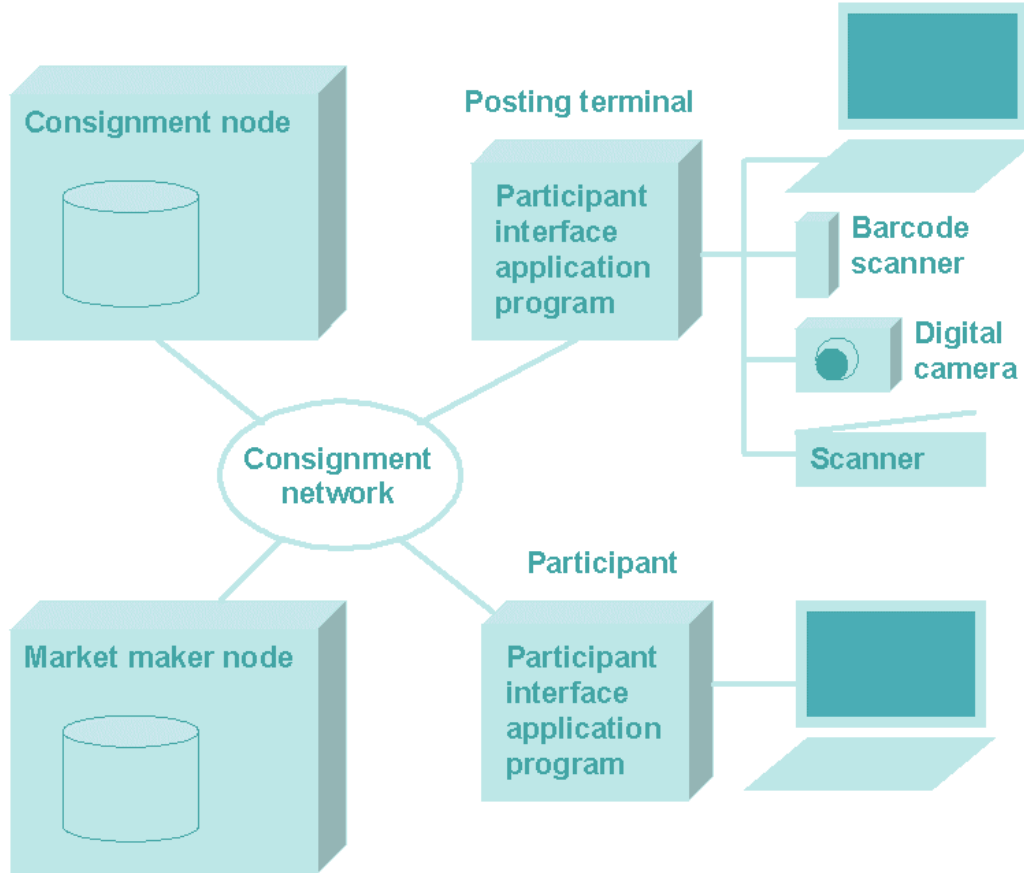 Consignment node
Posting terminal
Participant
interface
application
program
Barcode
scanner
Digital
camera
Scanner
Consignment
network
Market maker node
Participant
Participant
interface
application
program